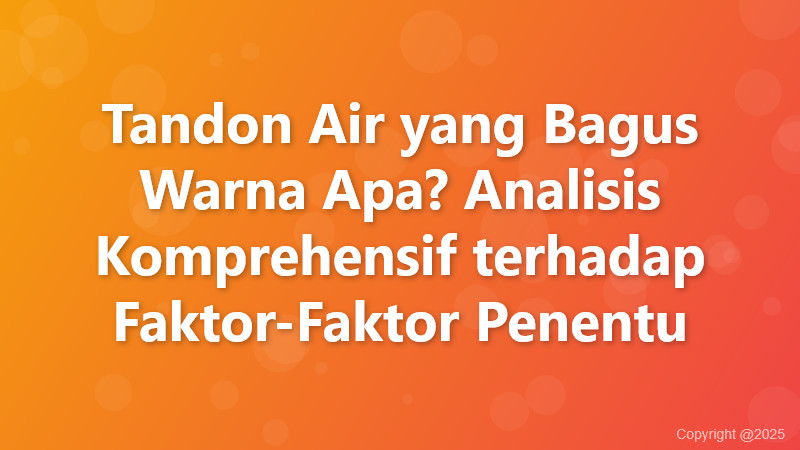 Tandon Air yang Bagus
Warna Apa? Analisis
Komprehensif terhadap
Faktor-Faktor Penentu
Copyright @2025